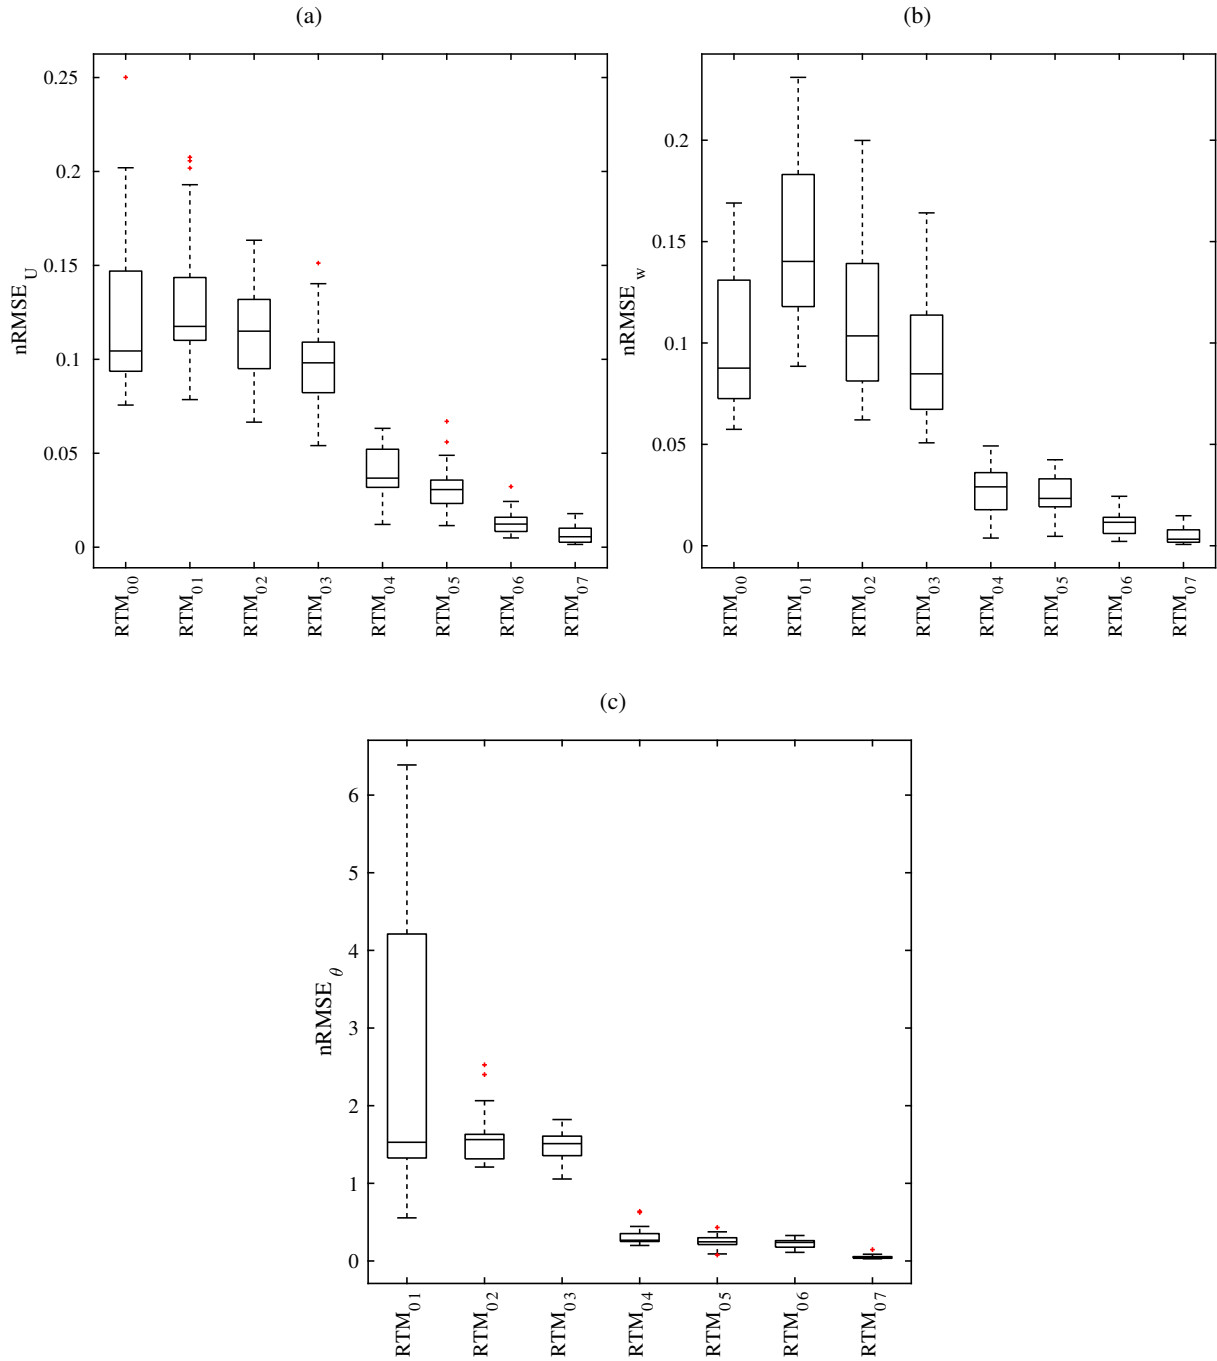 (a)
0.25
0.2
0.15
0.1
0.05
0
nRMSE_U
RTM_00
RTM_01
RTM_02
RTM_03
RTM_04
RTM_05
RTM_06
RTM_07
(b)
0.2
0.15
0.1
0.05
0
nRMSE_w
RTM_00
RTM_01
RTM_02
RTM_03
RTM_04
RTM_05
RTM_06
RTM_07
(c)
6
5
4
3
2
1
0
nRMSE_θ
RTM_01
RTM_02
RTM_03
RTM_04
RTM_05
RTM_06
RTM_07